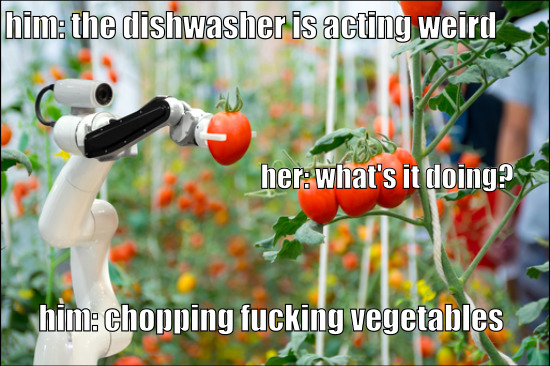 him: the dishwasher is acting weird
her: what's it doing?
him: chopping fucking vegetables